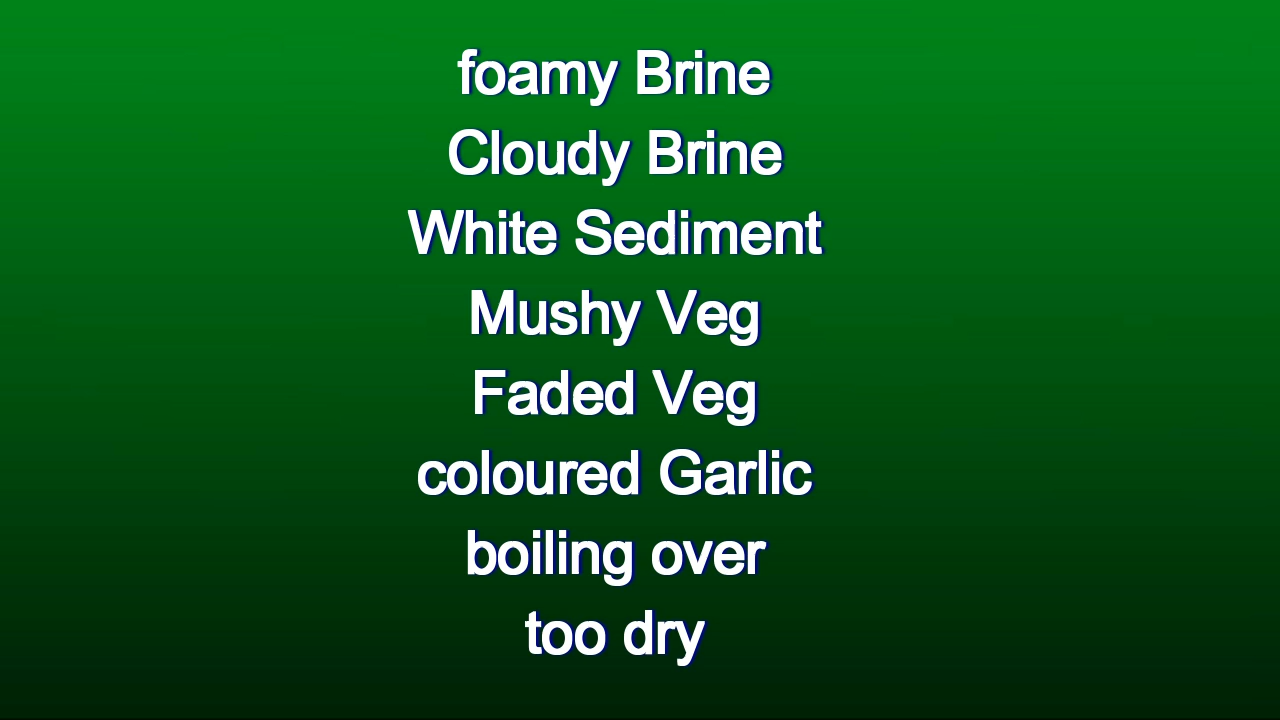 foamy Brine
Cloudy Brine
White Sediment
Mushy Veg
Faded Veg
coloured Garlic
boiling over
too dry